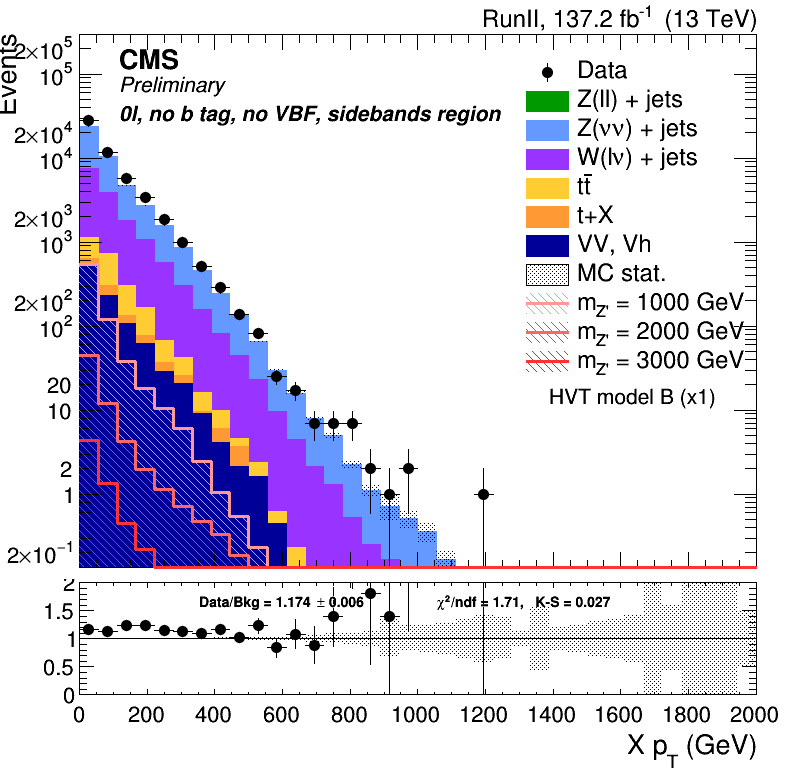 RunII, 137.2 fb⁻¹ (13 TeV)
Events
CMS
Preliminary
0l, no b tag, no VBF, sidebands region
Data
Z(ll) + jets
Z(νν) + jets
W(lν) + jets
tt̄
t+X
VV, Vh
MC stat.
m_Z' = 1000 GeV
m_Z' = 2000 GeV
m_Z' = 3000 GeV
HVT model B (x1)
2×10⁵
10⁵
2×10⁴
10⁴
2×10³
10³
2×10²
10²
20
10
2
1
2×10⁻¹
Data/Bkg = 1.174 ± 0.006
χ²/ndf = 1.71, K-S = 0.027
2
1.5
1
0.5
0
0 200 400 600 800 1000 1200 1400 1600 1800 2000
X p_T (GeV)